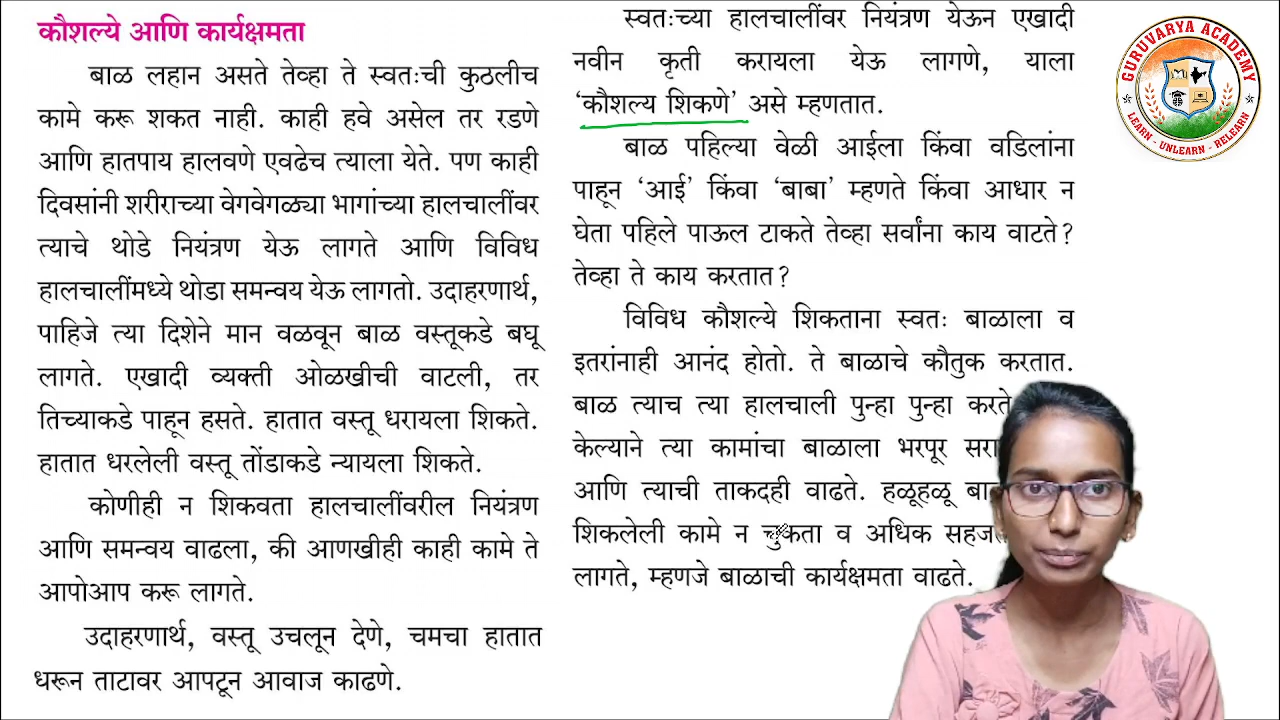 कौशल्ये आणि कार्यक्षमता
बाळ लहान असते तेव्हा ते स्वतःची कुठलीच
कामे करू शकत नाही. काही हवे असेल तर रडणे
आणि हातपाय हालवणे एवढेच त्याला येते. पण काही
दिवसांनी शरीराच्या वेगवेगळ्या भागांच्या हालचालींवर
त्याचे थोडे नियंत्रण येऊ लागते आणि विविध
हालचालींमध्ये थोडा समन्वय येऊ लागतो. उदाहरणार्थ,
पाहिजे त्या दिशेने मान वळवून बाळ वस्तूकडे बघू
लागते. एखादी व्यक्ती ओळखीची वाटली, तर
तिच्याकडे पाहून हसते. हातात वस्तू धरायला शिकते.
हातात धरलेली वस्तू तोंडाकडे न्यायला शिकते.
कोणीही न शिकवता हालचालींवरील नियंत्रण
आणि समन्वय वाढला, की आणखीही काही कामे ते
आपोआप करू लागते.
उदाहरणार्थ, वस्तू उचलून देणे, चमचा हातात
धरून ताटावर आपटून आवाज काढणे.
स्वतःच्या हालचालींवर नियंत्रण येऊन एखादी
नवीन कृती करायला येऊ लागणे, याला
‘कौशल्य शिकणे’ असे म्हणतात.
बाळ पहिल्या वेळी आईला किंवा वडिलांना
पाहून ‘आई’ किंवा ‘बाबा’ म्हणते किंवा आधार न
घेता पहिले पाऊल टाकते तेव्हा सर्वांना काय वाटते?
तेव्हा ते काय करतात?
विविध कौशल्ये शिकताना स्वतः बाळाला व
इतरांनाही आनंद होतो. ते बाळाचे कौतुक करतात.
बाळ त्याच त्या हालचाली पुन्हा पुन्हा करते
केल्याने त्या कामांचा बाळाला भरपूर
आणि त्याची ताकदही वाढते. हळूहळू
शिकलेली कामे न चुकता व अधिक
लागते, म्हणजे बाळाची कार्यक्षमता वाढते.
GURUVARYA ACADEMY
LEARN - UNLEARN - RELEARN